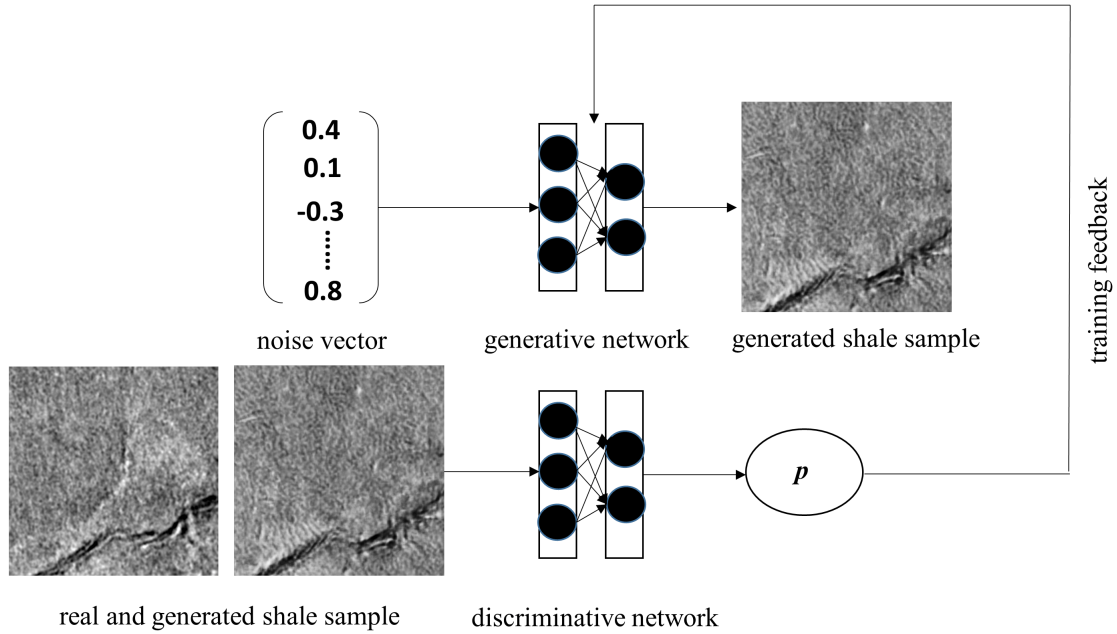 0.4
0.1
-0.3
0.8
noise vector
generative network
generated shale sample
training feedback
p
real and generated shale sample
discriminative network